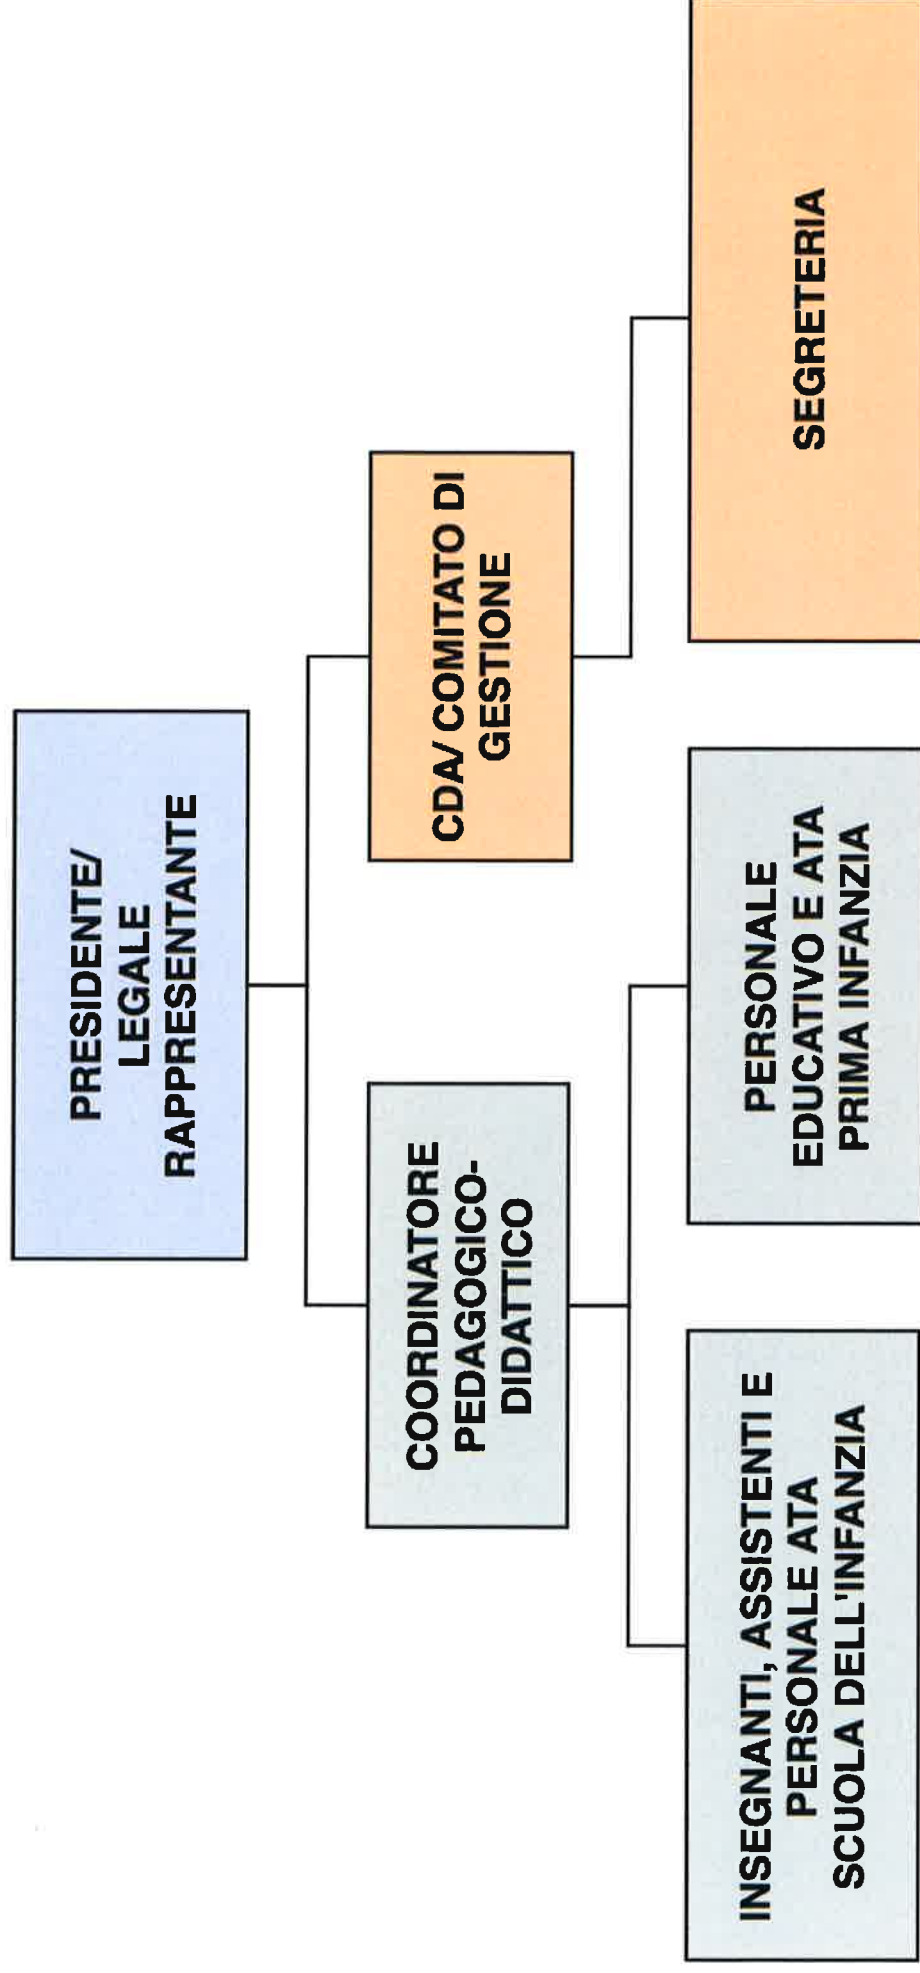 PRESIDENTE/
LEGALE
RAPPRESENTANTE
COORDINATORE
PEDAGOGICO-
DIDATTICO
CDA/ COMITATO DI
GESTIONE
INSEGNANTI, ASSISTENTI E
PERSONALE ATA
SCUOLA DELL'INFANZIA
PERSONALE
EDUCATIVO E ATA
PRIMA INFANZIA
SEGRETERIA